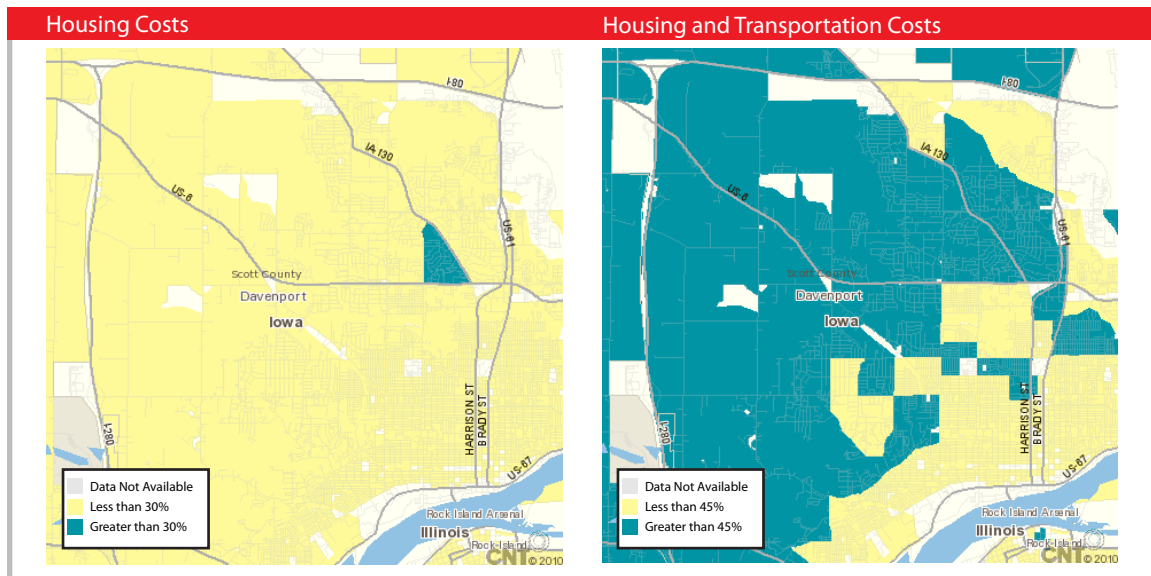 Housing Costs
I-80
IA-130
US-6
US-61
Scott County
Davenport
Iowa
HARRISON ST
BRADY ST
I-280
US-67
Data Not Available
Less than 30%
Greater than 30%
Rock Island Arsenal
Illinois
Rock Island
CNT © 2010
Housing and Transportation Costs
I-80
IA-130
US-6
US-61
Scott County
Davenport
Iowa
HARRISON ST
BRADY ST
I-280
US-67
Data Not Available
Less than 45%
Greater than 45%
Rock Island Arsenal
Illinois
Rock Island
CNT © 2010